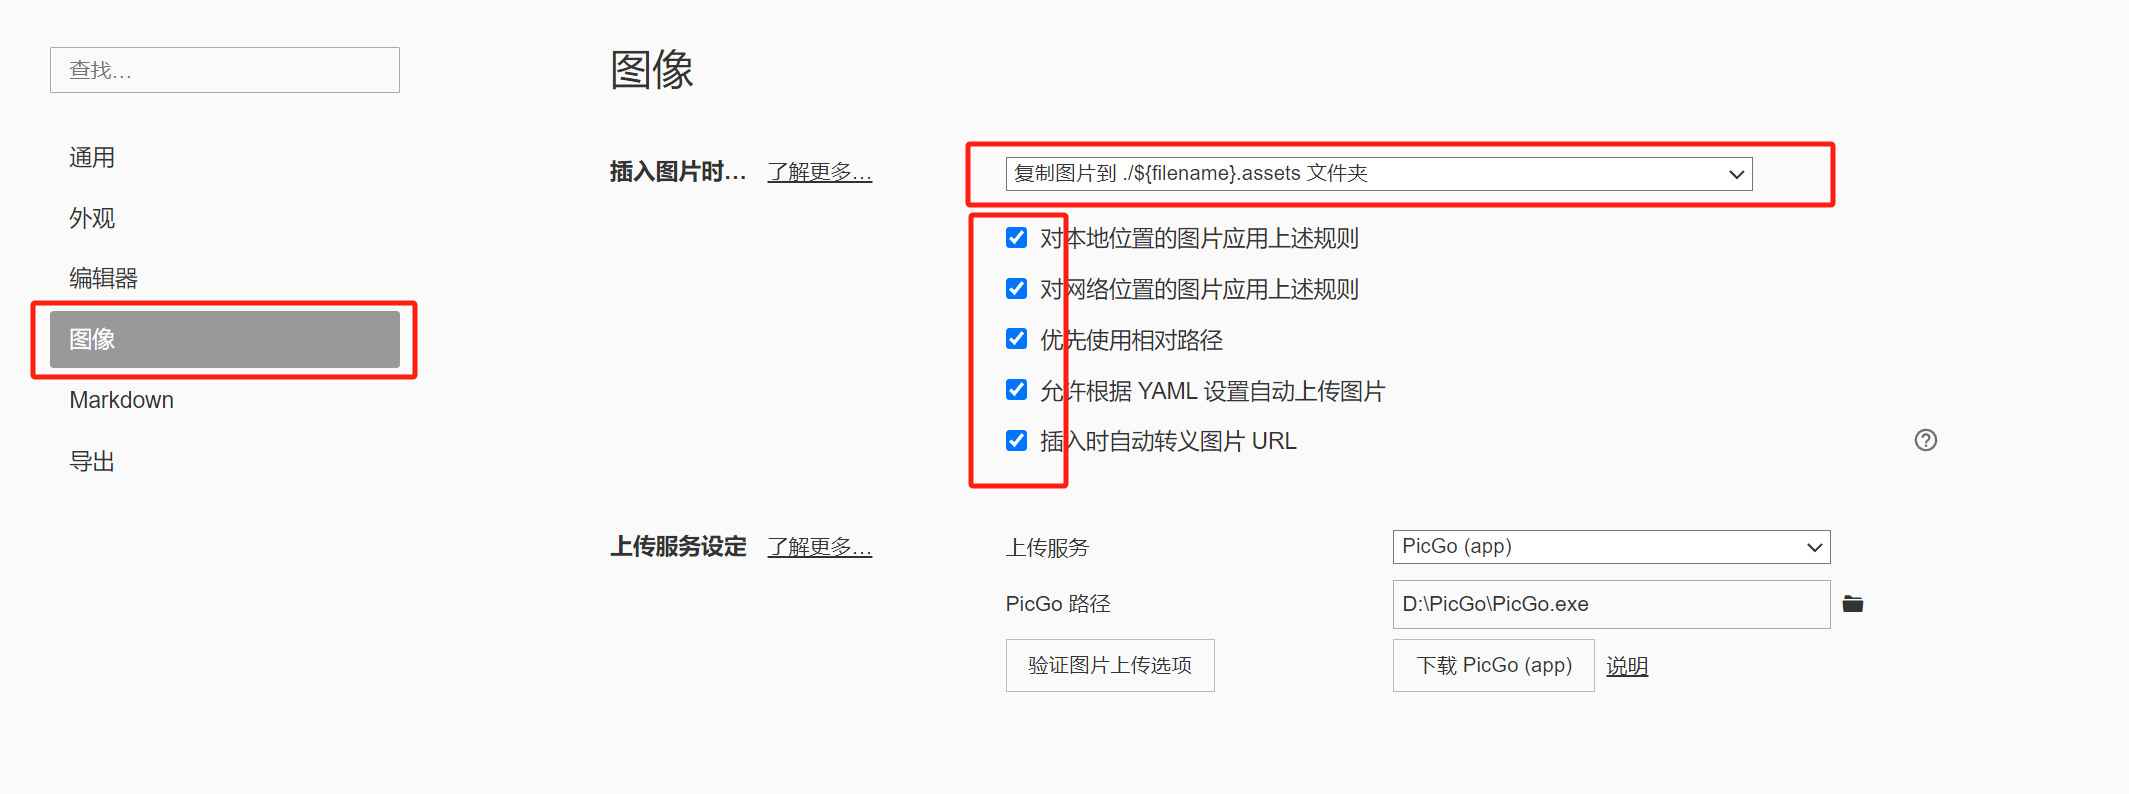 查找...
图像
通用
插入图片时... 了解更多... 复制图片到 ./${filename}.assets 文件夹
外观
对本地位置的图片应用上述规则
编辑器
对网络位置的图片应用上述规则
图像
优先使用相对路径
Markdown
允许根据 YAML 设置自动上传图片
导出
插入时自动转义图片 URL
上传服务设定 了解更多... 上传服务 PicGo (app)
PicGo 路径 D:\PicGo\PicGo.exe
验证图片上传选项 下载 PicGo (app) 说明